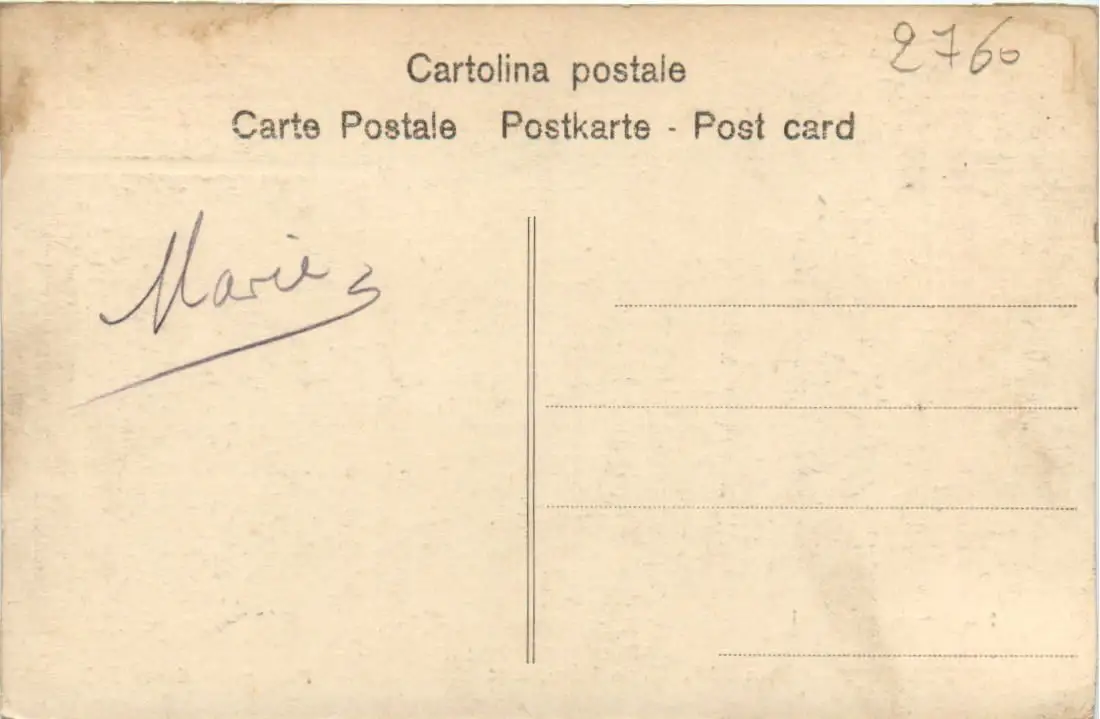 2760
Cartolina postale
Carte Postale Postkarte - Post card
Marie